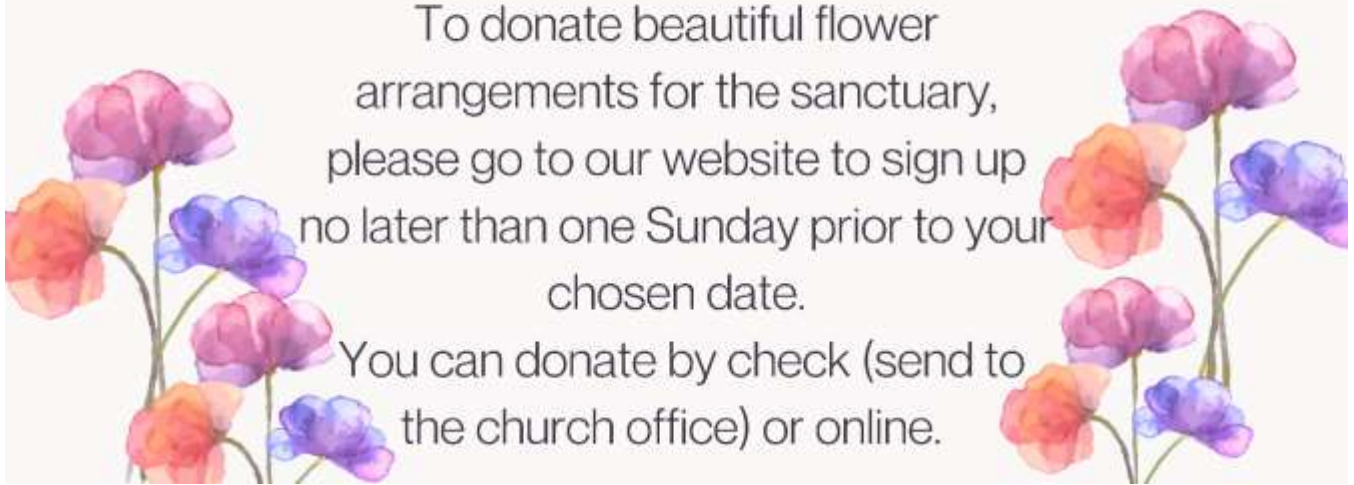 To donate beautiful flower
arrangements for the sanctuary,
please go to our website to sign up
no later than one Sunday prior to your
chosen date.
You can donate by check (send to
the church office) or online.